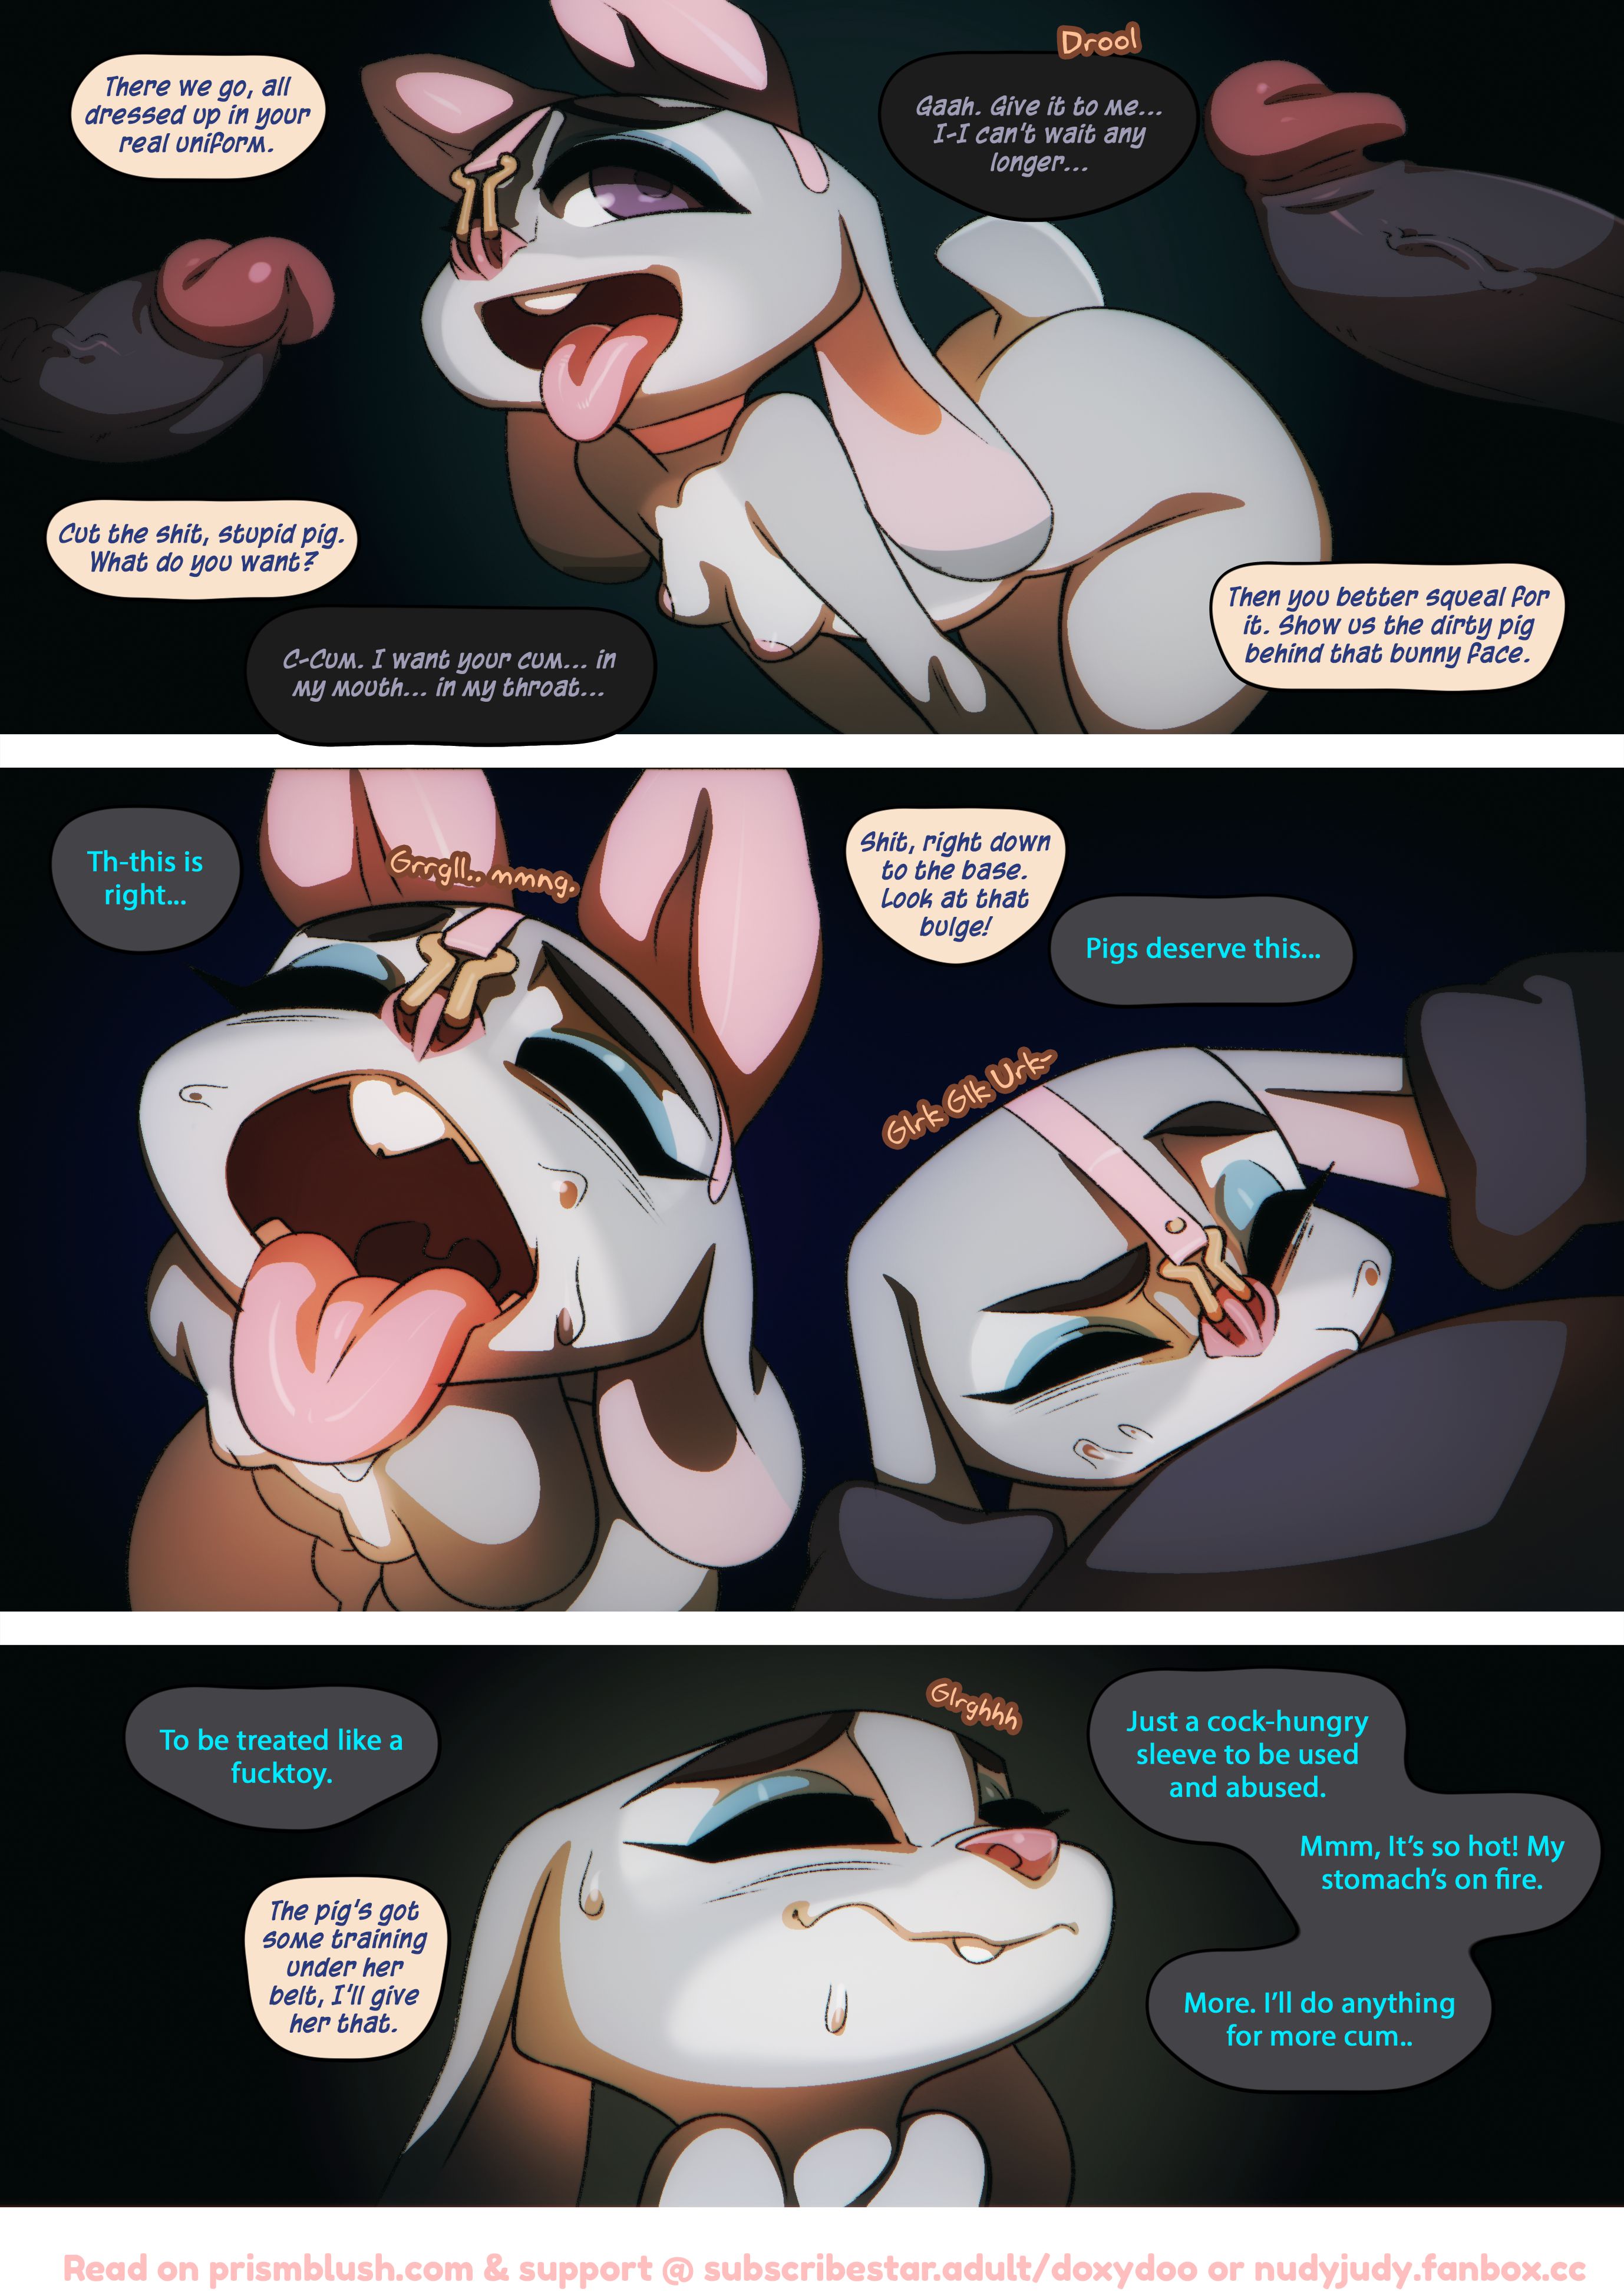 There we go, all
dressed up in your
real uniform.
Drool
Gaah. Give it to me...
I-I can't wait any
longer...
Cut the shit, stupid pig.
What do you want?
C-Cum. I want your cum... in
my mouth... in my throat...
Then you better squeal for
it. Show us the dirty pig
behind that bunny face.
Th-this is
right...
Grrgll.. mmng.
Shit, right down
to the base.
Look at that
bulge!
Pigs deserve this...
Glrk Glk Urk-
To be treated like a
fucktoy.
Glrghhh
Just a cock-hungry
sleeve to be used
and abused.
Mmm, It's so hot! My
stomach's on fire.
The pig's got
some training
under her
belt, I'll give
her that.
More. I'll do anything
for more cum..
Read on prismblush.com & support @ subscribestar.adult/doxydoo or nudyjudy.fanbox.cc